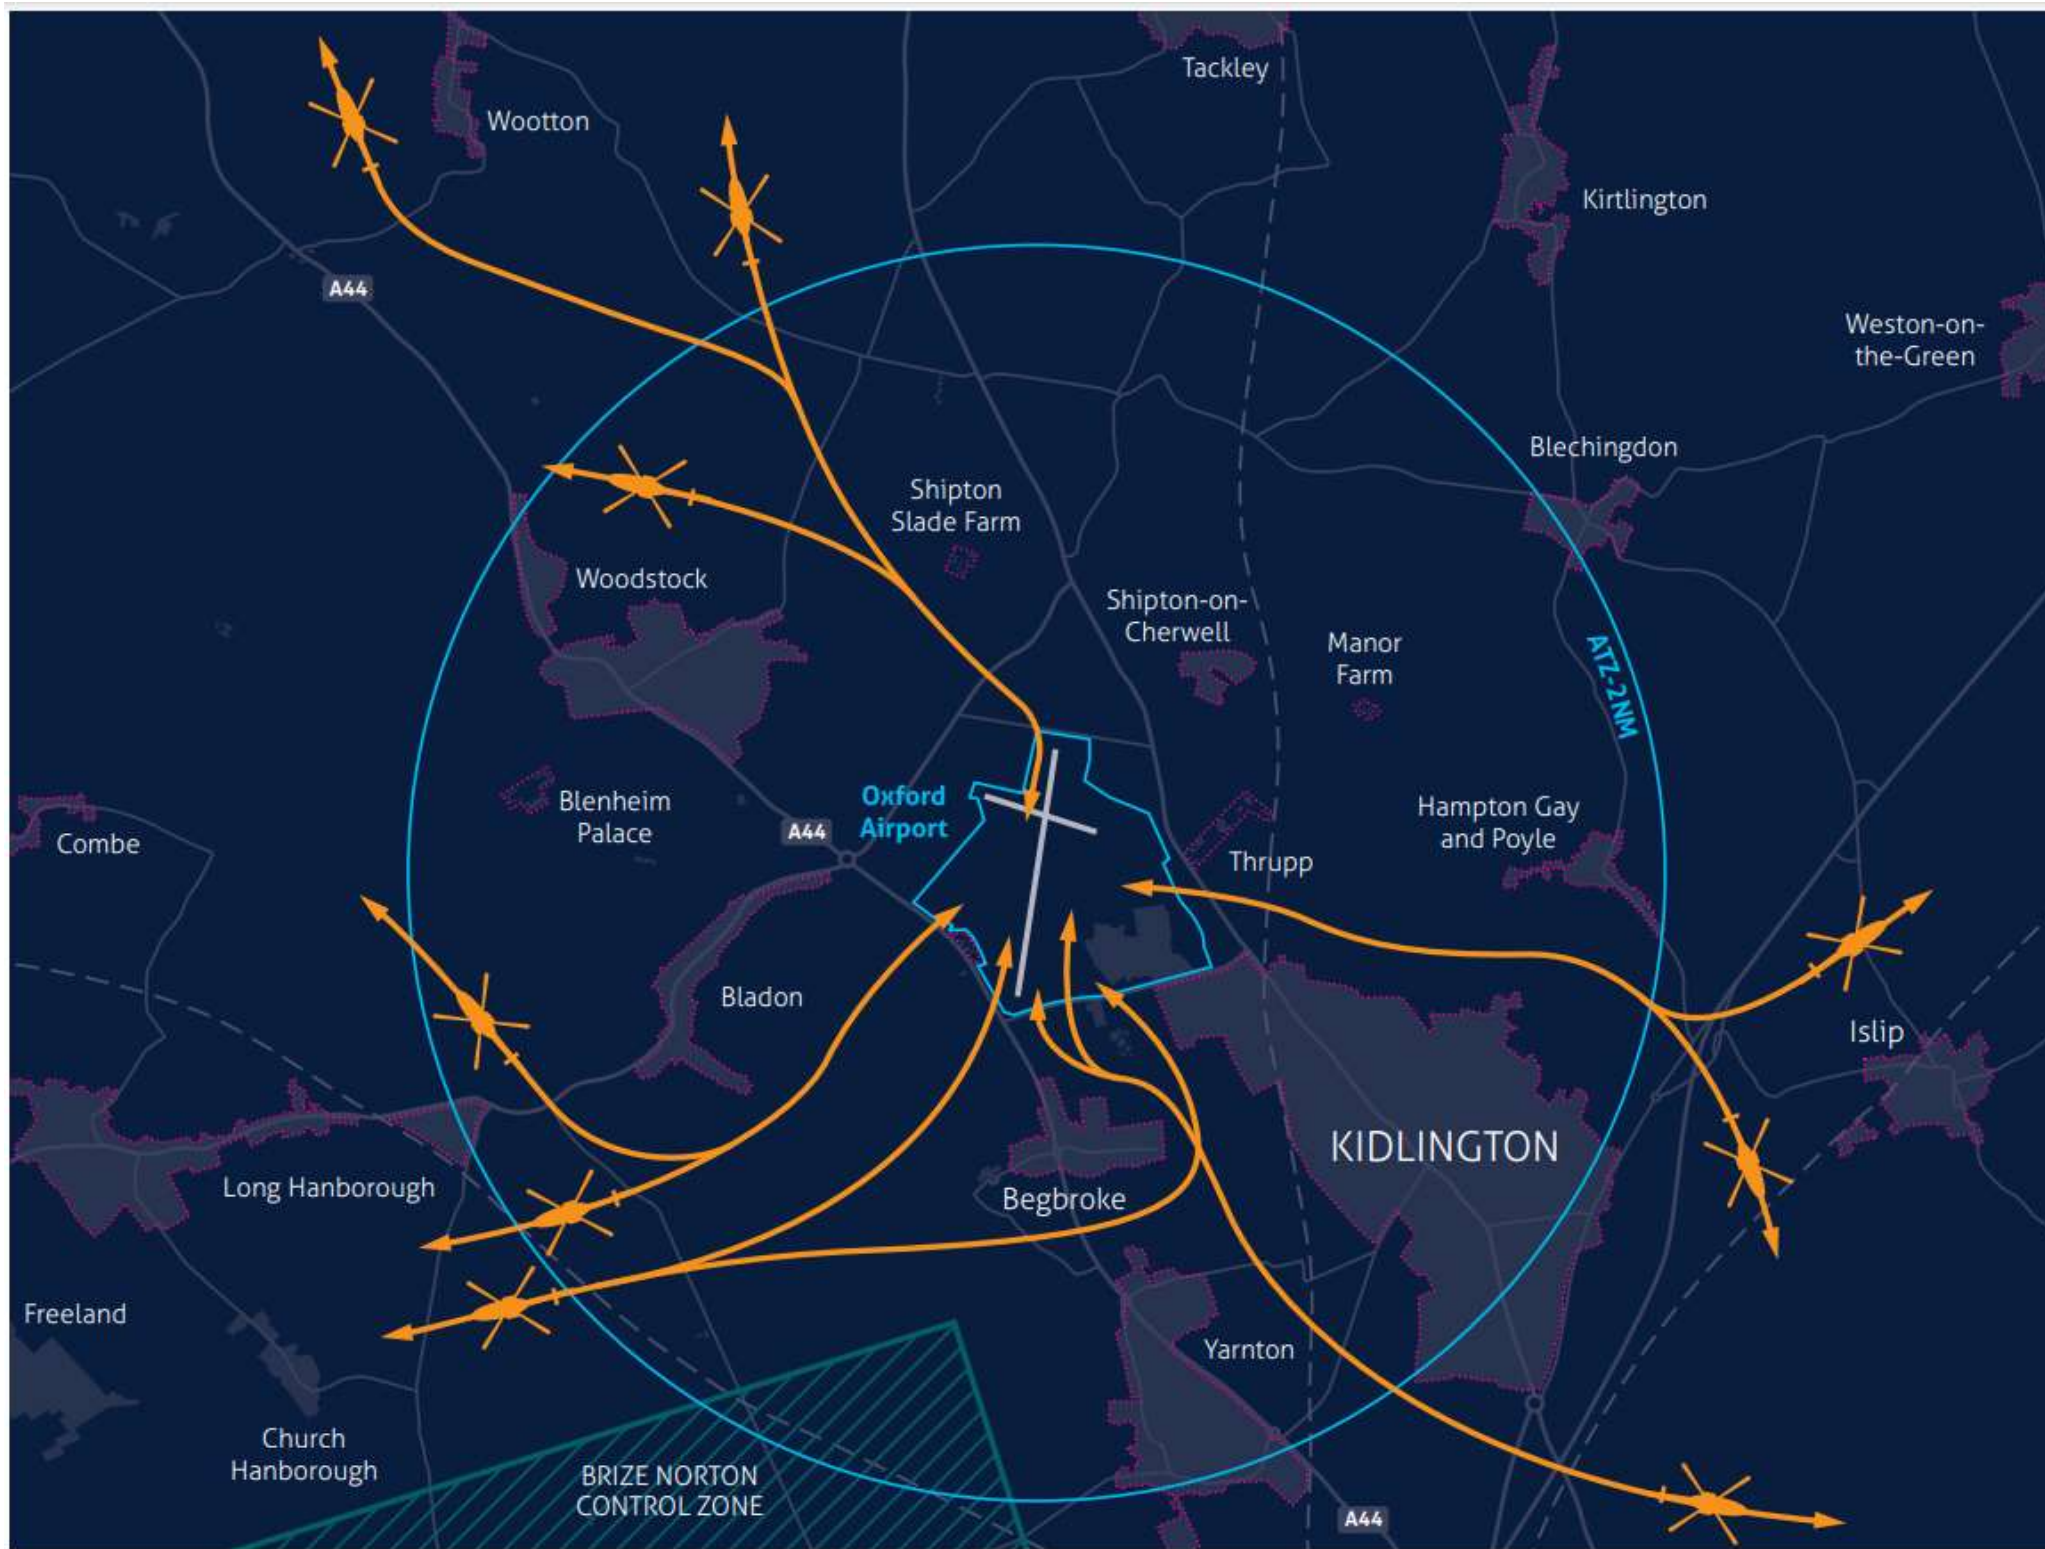 Tackley
Wootton
Kirtlington
A44
Weston-on-
the-Green
Blechingdon
Shipton
Slade Farm
Woodstock
Shipton-on-
Cherwell
Manor
Farm
ATZ-2NM
Blenheim
Palace
Oxford
Airport
A44
Hampton Gay
and Poyle
Combe
Thrupp
Bladon
Islip
KIDLINGTON
Long Hanborough
Begbroke
Freeland
Yarnton
Church
Hanborough
BRIZE NORTON
CONTROL ZONE
A44